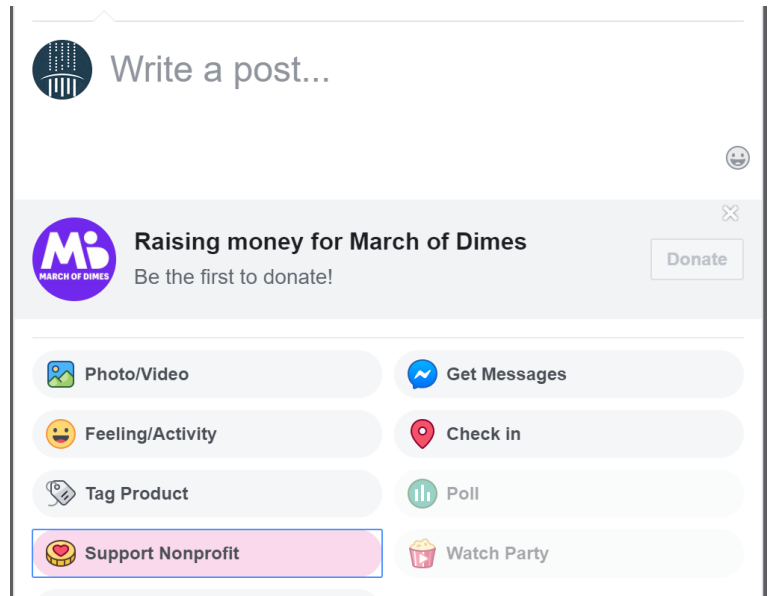 Write a post...
Raising money for March of Dimes
Be the first to donate!
Donate
MARCH OF DIMES
Photo/Video
Get Messages
Feeling/Activity
Check in
Tag Product
Poll
Support Nonprofit
Watch Party